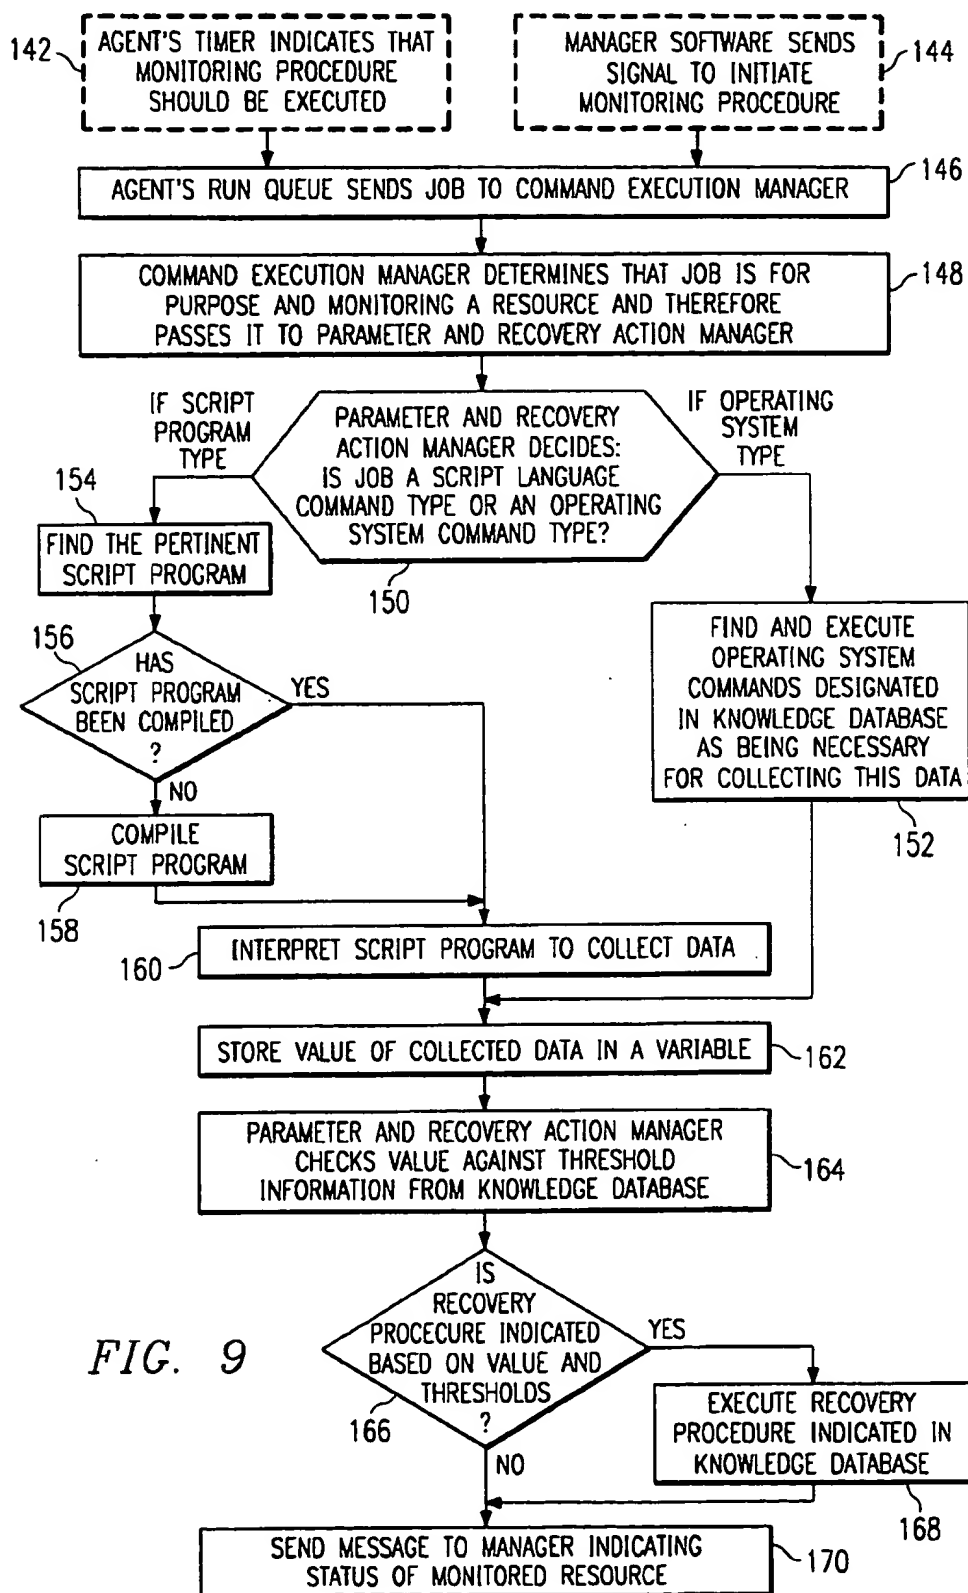 142
AGENT'S TIMER INDICATES THAT
MONITORING PROCEDURE
SHOULD BE EXECUTED
MANAGER SOFTWARE SENDS
SIGNAL TO INITIATE
MONITORING PROCEDURE
144
AGENT'S RUN QUEUE SENDS JOB TO COMMAND EXECUTION MANAGER
146
COMMAND EXECUTION MANAGER DETERMINES THAT JOB IS FOR
PURPOSE AND MONITORING A RESOURCE AND THEREFORE
PASSES IT TO PARAMETER AND RECOVERY ACTION MANAGER
148
IF SCRIPT
PROGRAM
TYPE
PARAMETER AND RECOVERY
ACTION MANAGER DECIDES:
IS JOB A SCRIPT LANGUAGE
COMMAND TYPE OR AN OPERATING
SYSTEM COMMAND TYPE?
150
IF OPERATING
SYSTEM
TYPE
154
FIND THE PERTINENT
SCRIPT PROGRAM
156
HAS
SCRIPT PROGRAM
BEEN COMPILED
?
YES
NO
FIND AND EXECUTE
OPERATING SYSTEM
COMMANDS DESIGNATED
IN KNOWLEDGE DATABASE
AS BEING NECESSARY
FOR COLLECTING THIS DATA
152
COMPILE
SCRIPT PROGRAM
158
160
INTERPRET SCRIPT PROGRAM TO COLLECT DATA
STORE VALUE OF COLLECTED DATA IN A VARIABLE
162
PARAMETER AND RECOVERY ACTION MANAGER
CHECKS VALUE AGAINST THRESHOLD
INFORMATION FROM KNOWLEDGE DATABASE
164
IS
RECOVERY
PROCECURE INDICATED
BASED ON VALUE AND
THRESHOLDS
?
166
YES
NO
FIG. 9
EXECUTE RECOVERY
PROCEDURE INDICATED IN
KNOWLEDGE DATABASE
168
SEND MESSAGE TO MANAGER INDICATING
STATUS OF MONITORED RESOURCE
170